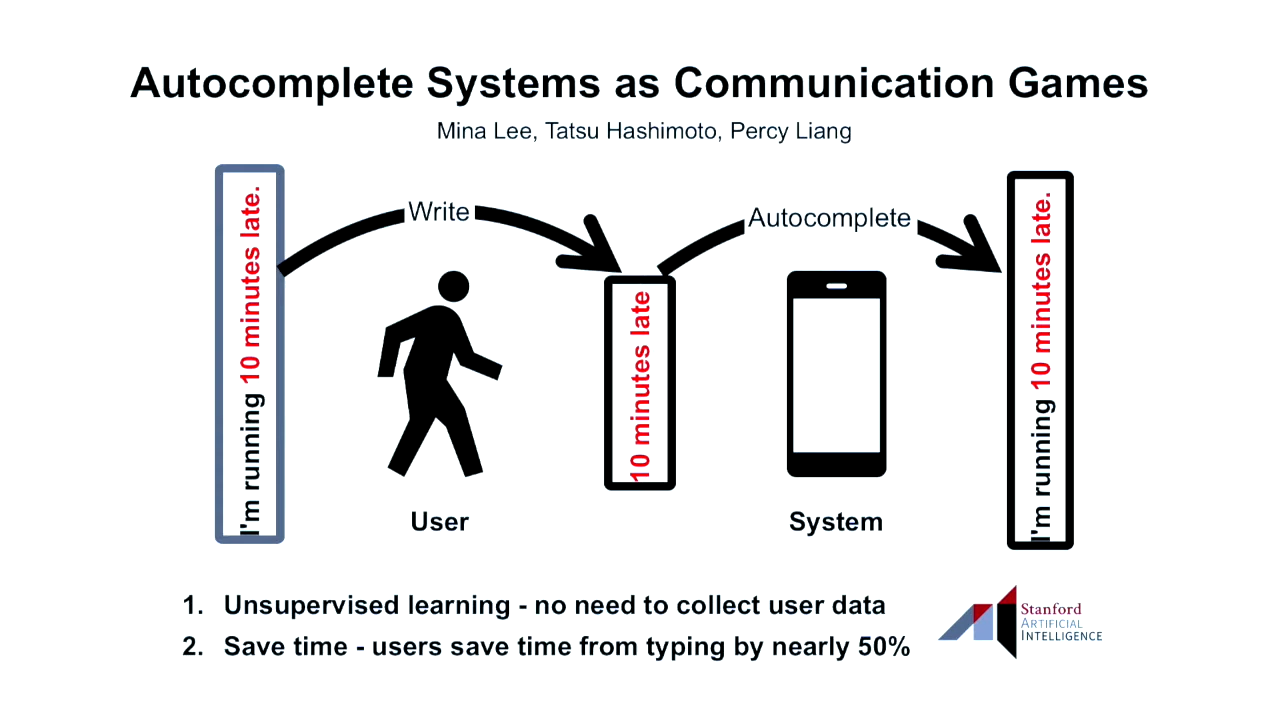 Autocomplete Systems as Communication Games
Mina Lee, Tatsu Hashimoto, Percy Liang
I'm running 10 minutes late.
Write
10 minutes late
Autocomplete
I'm running 10 minutes late.
User
System
1. Unsupervised learning - no need to collect user data
2. Save time - users save time from typing by nearly 50%
Stanford
ARTIFICIAL
INTELLIGENCE